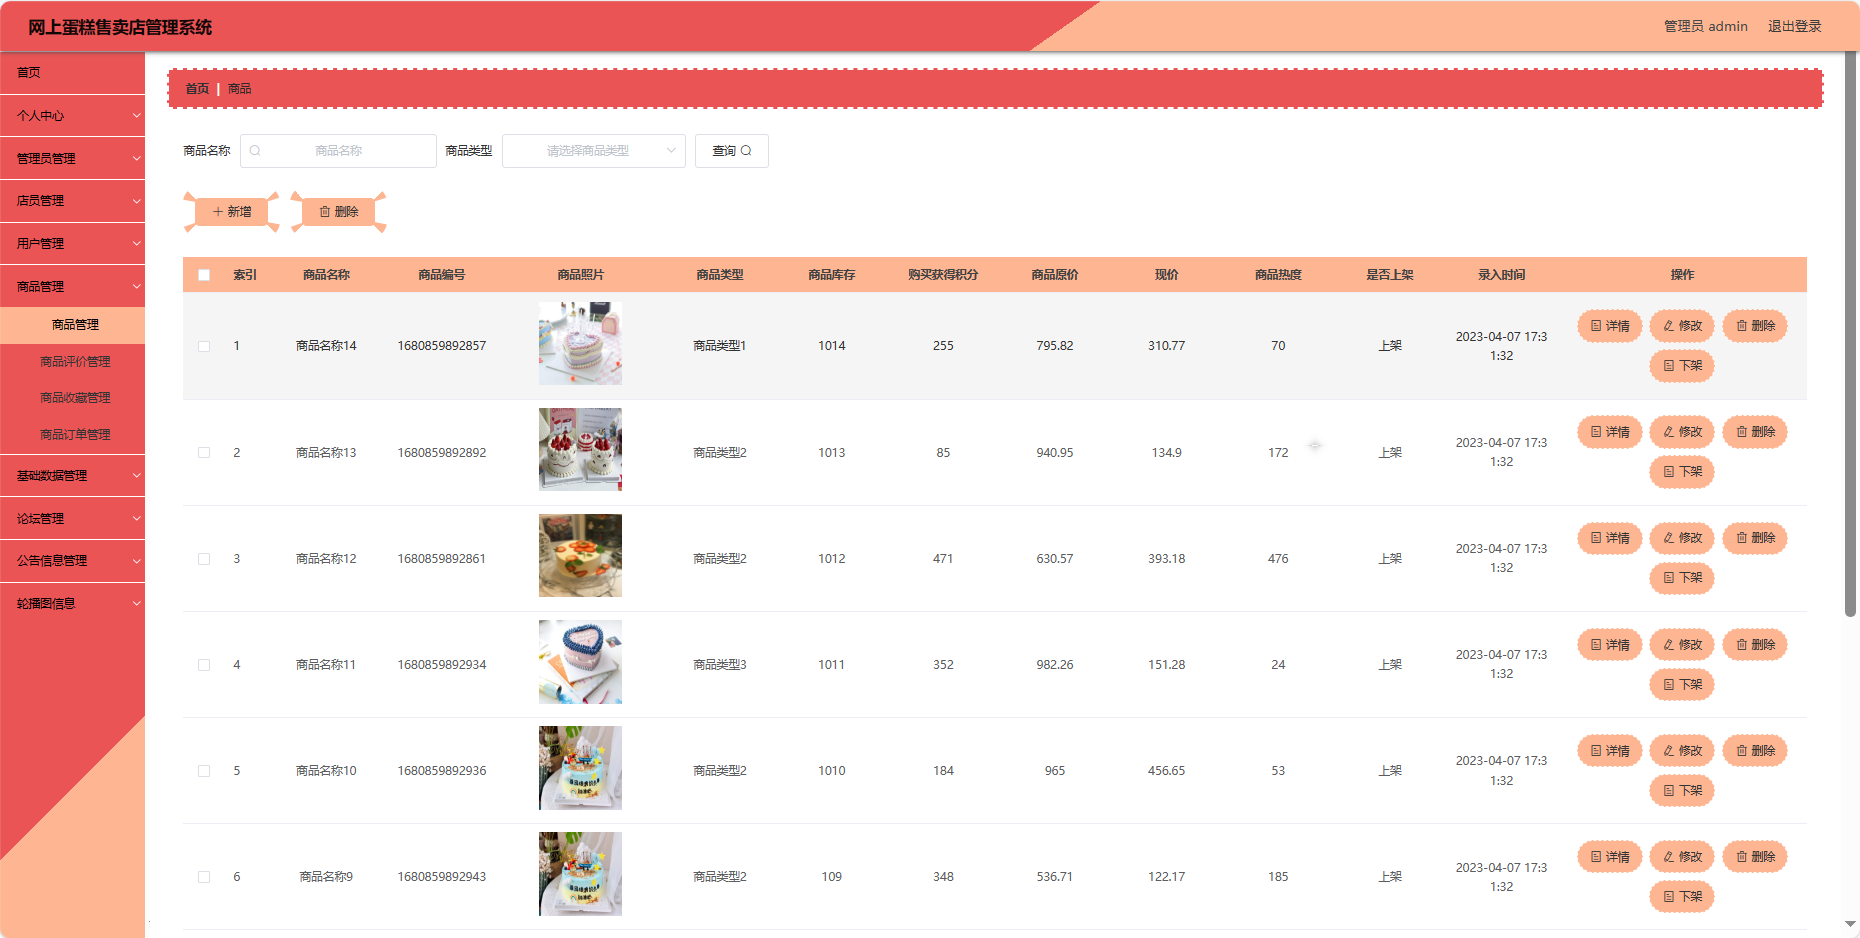 网上蛋糕售卖店管理系统
管理员 admin 退出登录
首页
个人中心
管理员管理
店员管理
用户管理
商品管理
商品管理
商品评价管理
商品收藏管理
商品订单管理
基础数据管理
论坛管理
公告信息管理
轮播图信息
首页 | 商品
商品名称 商品名称 商品类型 请选择商品类型 查询
新增 删除
索引 商品名称 商品编号 商品照片 商品类型 商品库存 购买获得积分 商品原价 现价 商品热度 是否上架 录入时间 操作
1 商品名称14 1680859892857 商品类型1 1014 255 795.82 310.77 70 上架 2023-04-07 17:3
1:32
详情 修改 删除
下架
2 商品名称13 1680859892892 商品类型2 1013 85 940.95 134.9 172 上架 2023-04-07 17:3
1:32
详情 修改 删除
下架
3 商品名称12 1680859892861 商品类型2 1012 471 630.57 393.18 476 上架 2023-04-07 17:3
1:32
详情 修改 删除
下架
4 商品名称11 1680859892934 商品类型3 1011 352 982.26 151.28 24 上架 2023-04-07 17:3
1:32
详情 修改 删除
下架
5 商品名称10 1680859892936 商品类型2 1010 184 965 456.65 53 上架 2023-04-07 17:3
1:32
详情 修改 删除
下架
6 商品名称9 1680859892943 商品类型2 109 348 536.71 122.17 185 上架 2023-04-07 17:3
1:32
详情 修改 删除
下架